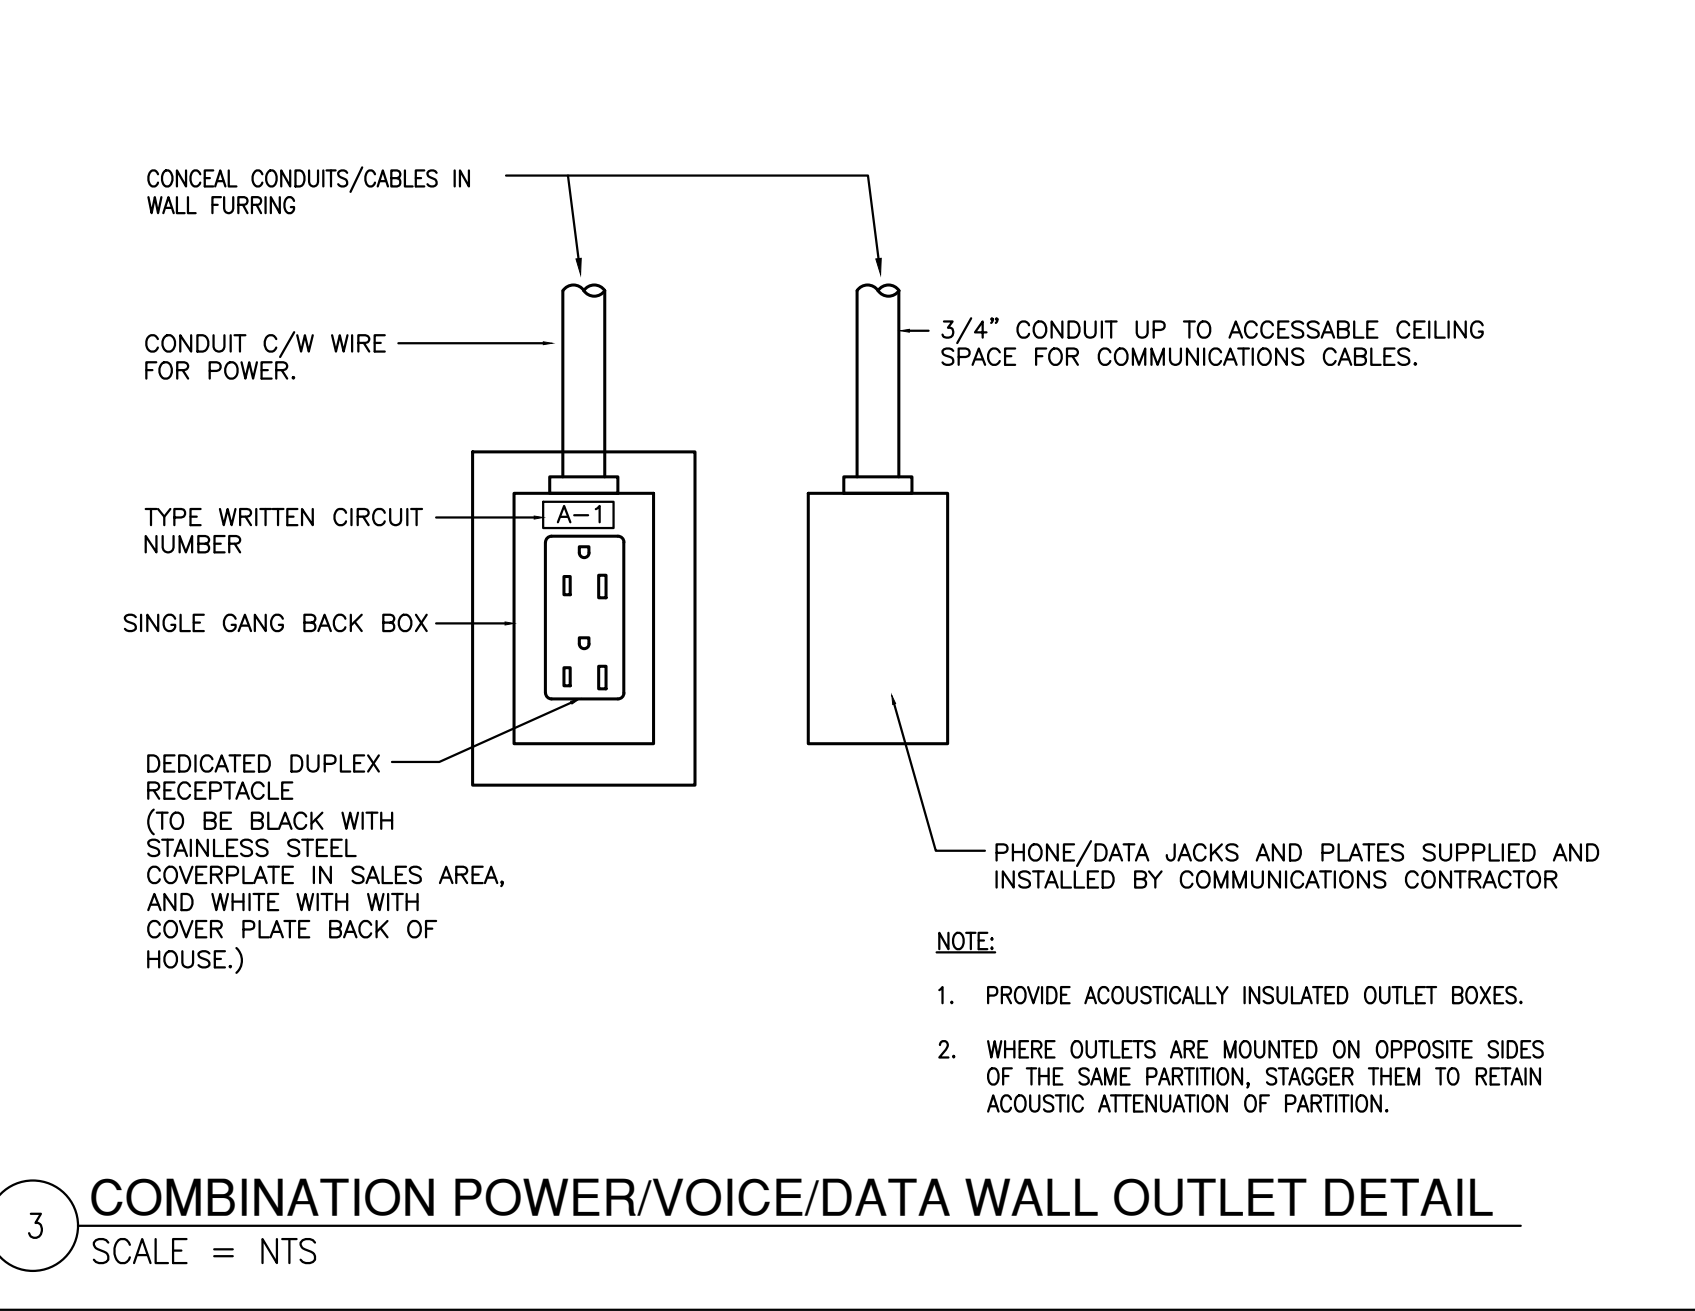 CONCEAL CONDUITS/CABLES IN
WALL FURRING
CONDUIT C/W WIRE
FOR POWER.
3/4" CONDUIT UP TO ACCESSABLE CEILING
SPACE FOR COMMUNICATIONS CABLES.
TYPE WRITTEN CIRCUIT
NUMBER
A-1
SINGLE GANG BACK BOX
DEDICATED DUPLEX
RECEPTACLE
(TO BE BLACK WITH
STAINLESS STEEL
COVERPLATE IN SALES AREA,
AND WHITE WITH WITH
COVER PLATE BACK OF
HOUSE.)
PHONE/DATA JACKS AND PLATES SUPPLIED AND
INSTALLED BY COMMUNICATIONS CONTRACTOR
NOTE:
1. PROVIDE ACOUSTICALLY INSULATED OUTLET BOXES.
2. WHERE OUTLETS ARE MOUNTED ON OPPOSITE SIDES
OF THE SAME PARTITION, STAGGER THEM TO RETAIN
ACOUSTIC ATTENUATION OF PARTITION.
3 COMBINATION POWER/VOICE/DATA WALL OUTLET DETAIL
SCALE = NTS